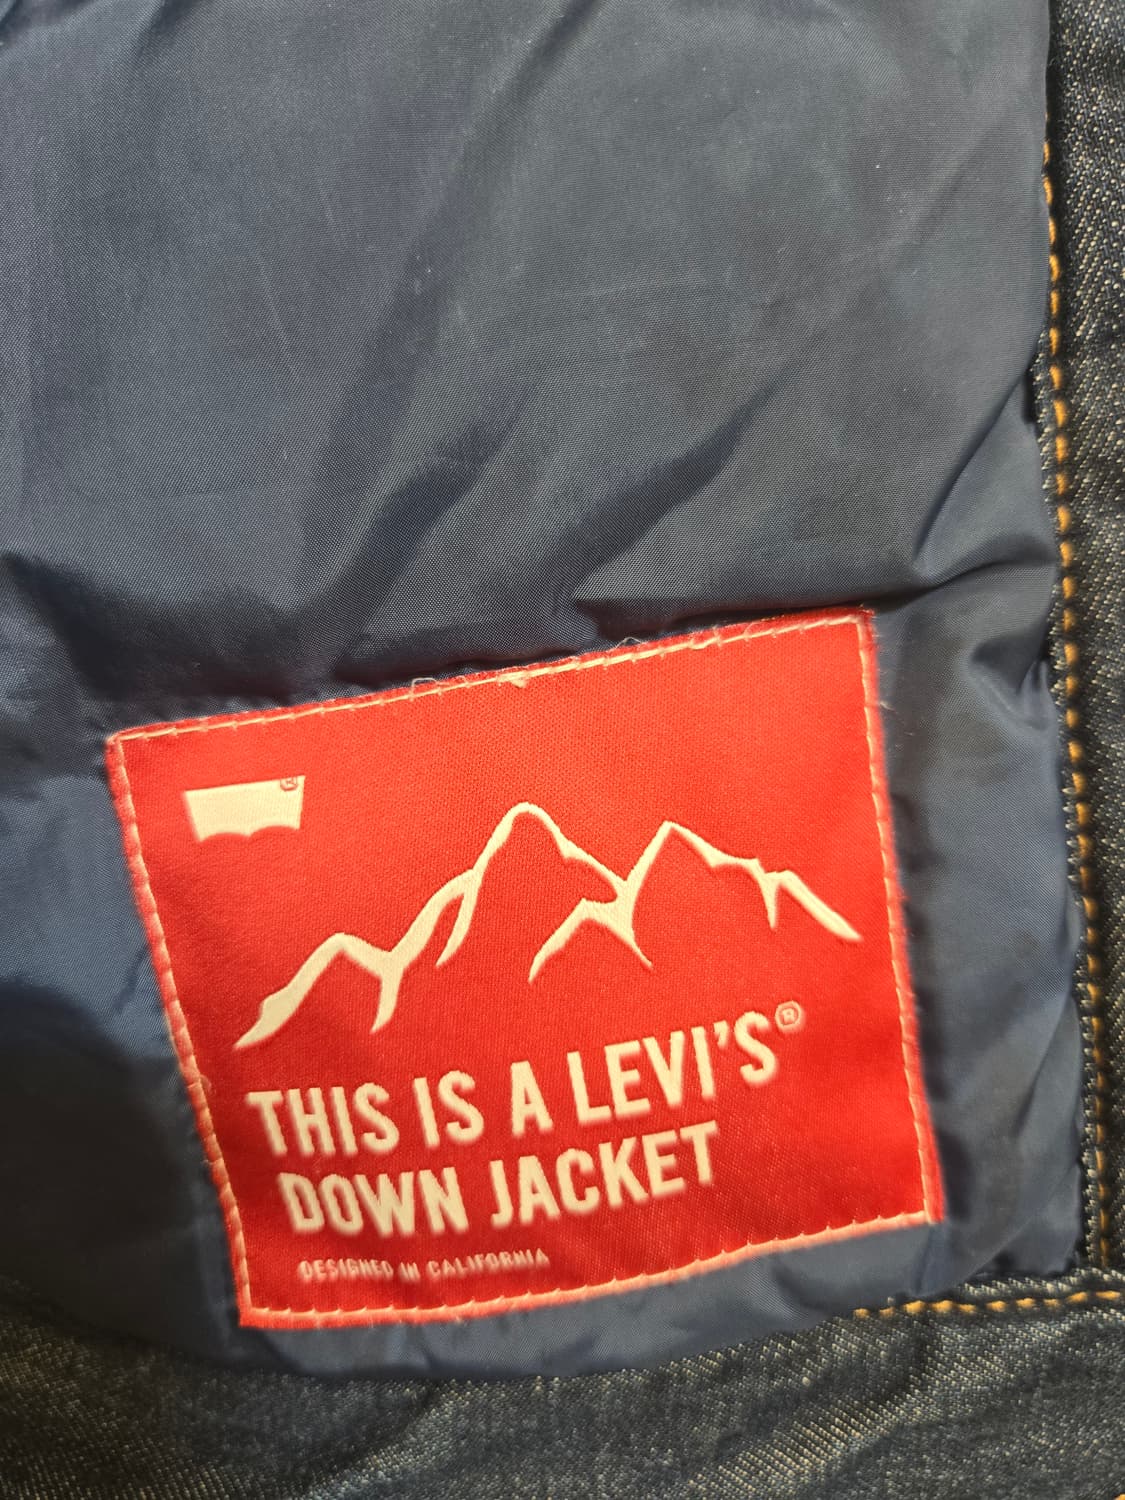 ®
THIS IS A LEVI'S®
DOWN JACKET
DESIGNED IN CALIFORNIA